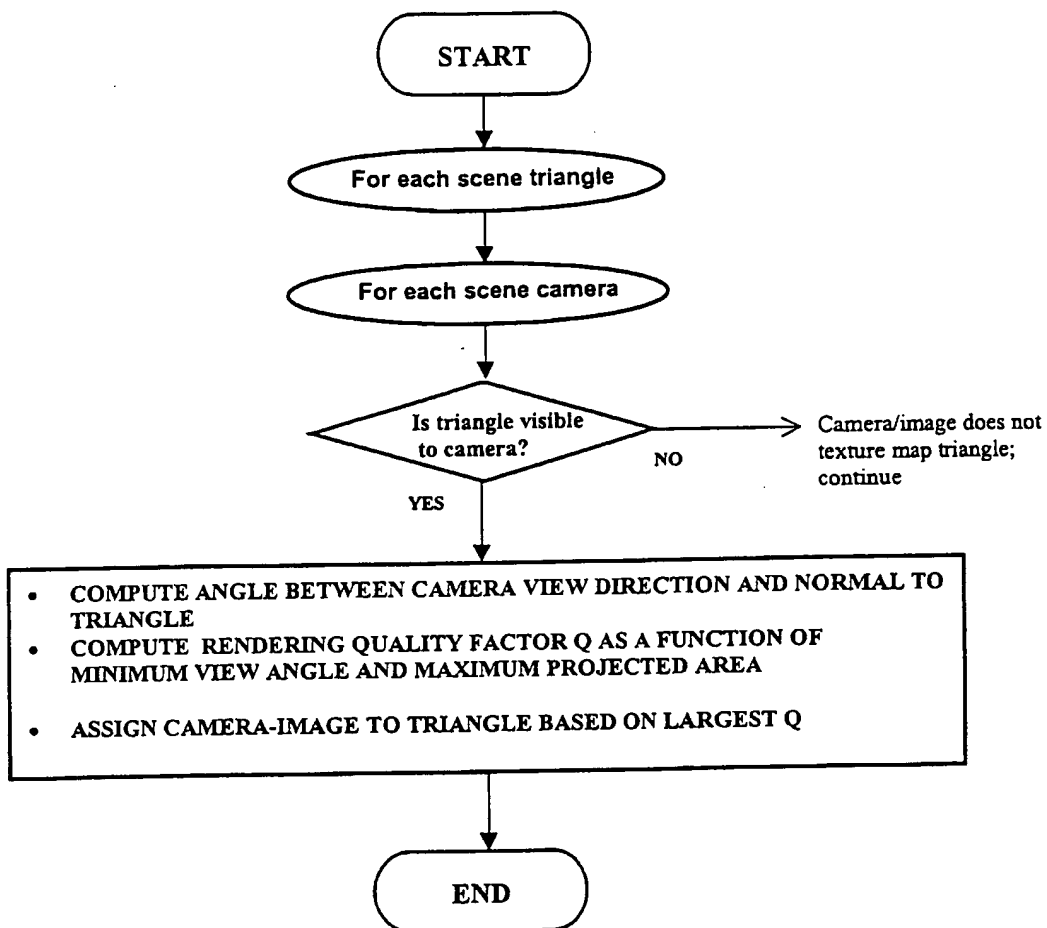 START
For each scene triangle
For each scene camera
Is triangle visible
to camera?
NO
Camera/image does not
texture map triangle;
continue
YES
• COMPUTE ANGLE BETWEEN CAMERA VIEW DIRECTION AND NORMAL TO
TRIANGLE
• COMPUTE RENDERING QUALITY FACTOR Q AS A FUNCTION OF
MINIMUM VIEW ANGLE AND MAXIMUM PROJECTED AREA
• ASSIGN CAMERA-IMAGE TO TRIANGLE BASED ON LARGEST Q
END